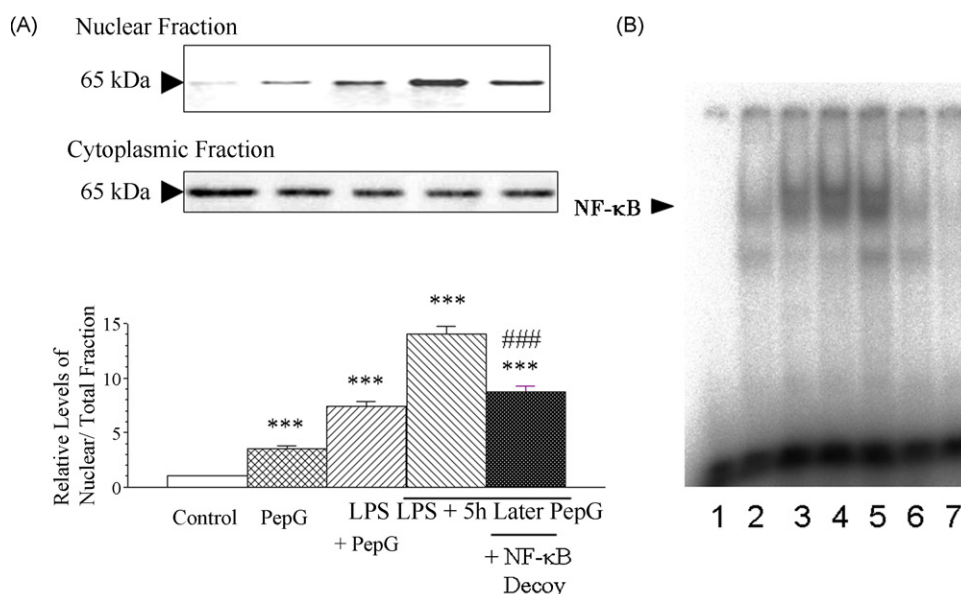 (A)
Nuclear Fraction
65 kDa
Cytoplasmic Fraction
65 kDa
Relative Levels of
Nuclear/ Total Fraction
15
10
5
0
***
***
***
###
***
Control
PepG
LPS
+ PepG
LPS + 5h Later PepG
+ NF-κB
Decoy
(B)
NF-κB
1 2 3 4 5 6 7